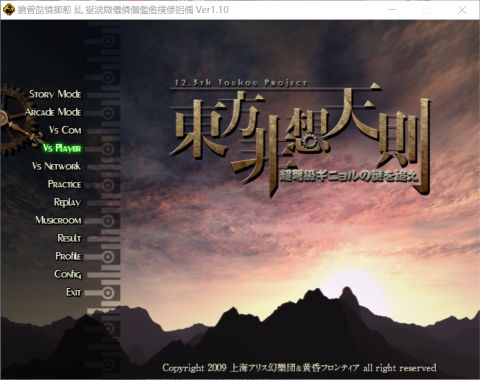 Ver1.10
12.3th Touhou Project
東方非想天則
超弩級ギニョルの謎を追え
Story Mode
Arcade Mode
Vs Com
Vs Player
Vs Network
Practice
Replay
Musicroom
Result
Profile
Config
Exit
Copyright 2009 上海アリス幻樂団&黄昏フロンティア all right reserved